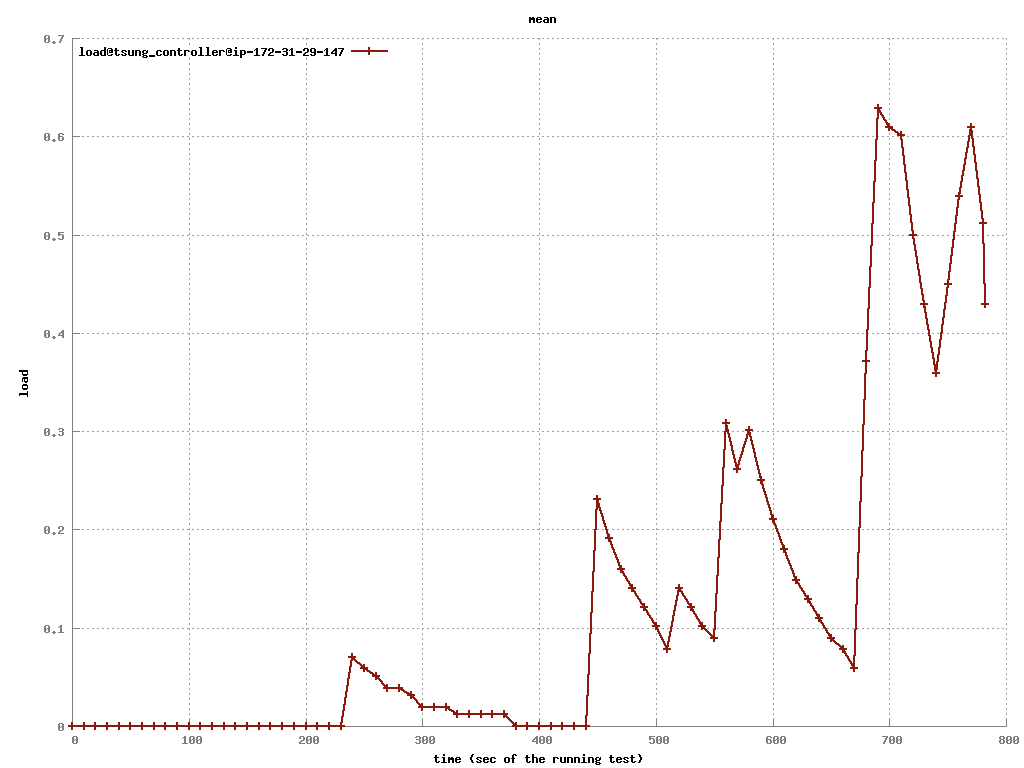 mean
0.7
load@tsung_controller@ip-172-31-29-147
0.6
0.5
0.4
load
0.3
0.2
0.1
0
0 100 200 300 400 500 600 700 800
time (sec of the running test)